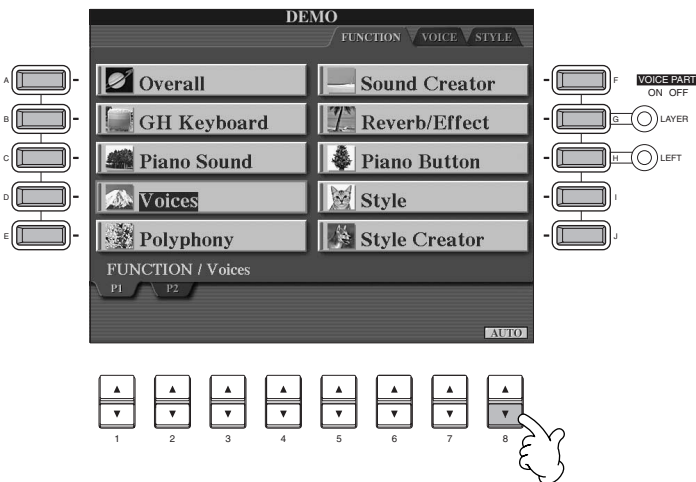 DEMO
FUNCTION VOICE STYLE
A Overall Sound Creator F VOICE PART
ON OFF
B GH Keyboard Reverb/Effect G LAYER
C Piano Sound Piano Button H LEFT
D Voices Style I
E Polyphony Style Creator J
FUNCTION / Voices
P1 P2
AUTO
1 2 3 4 5 6 7 8